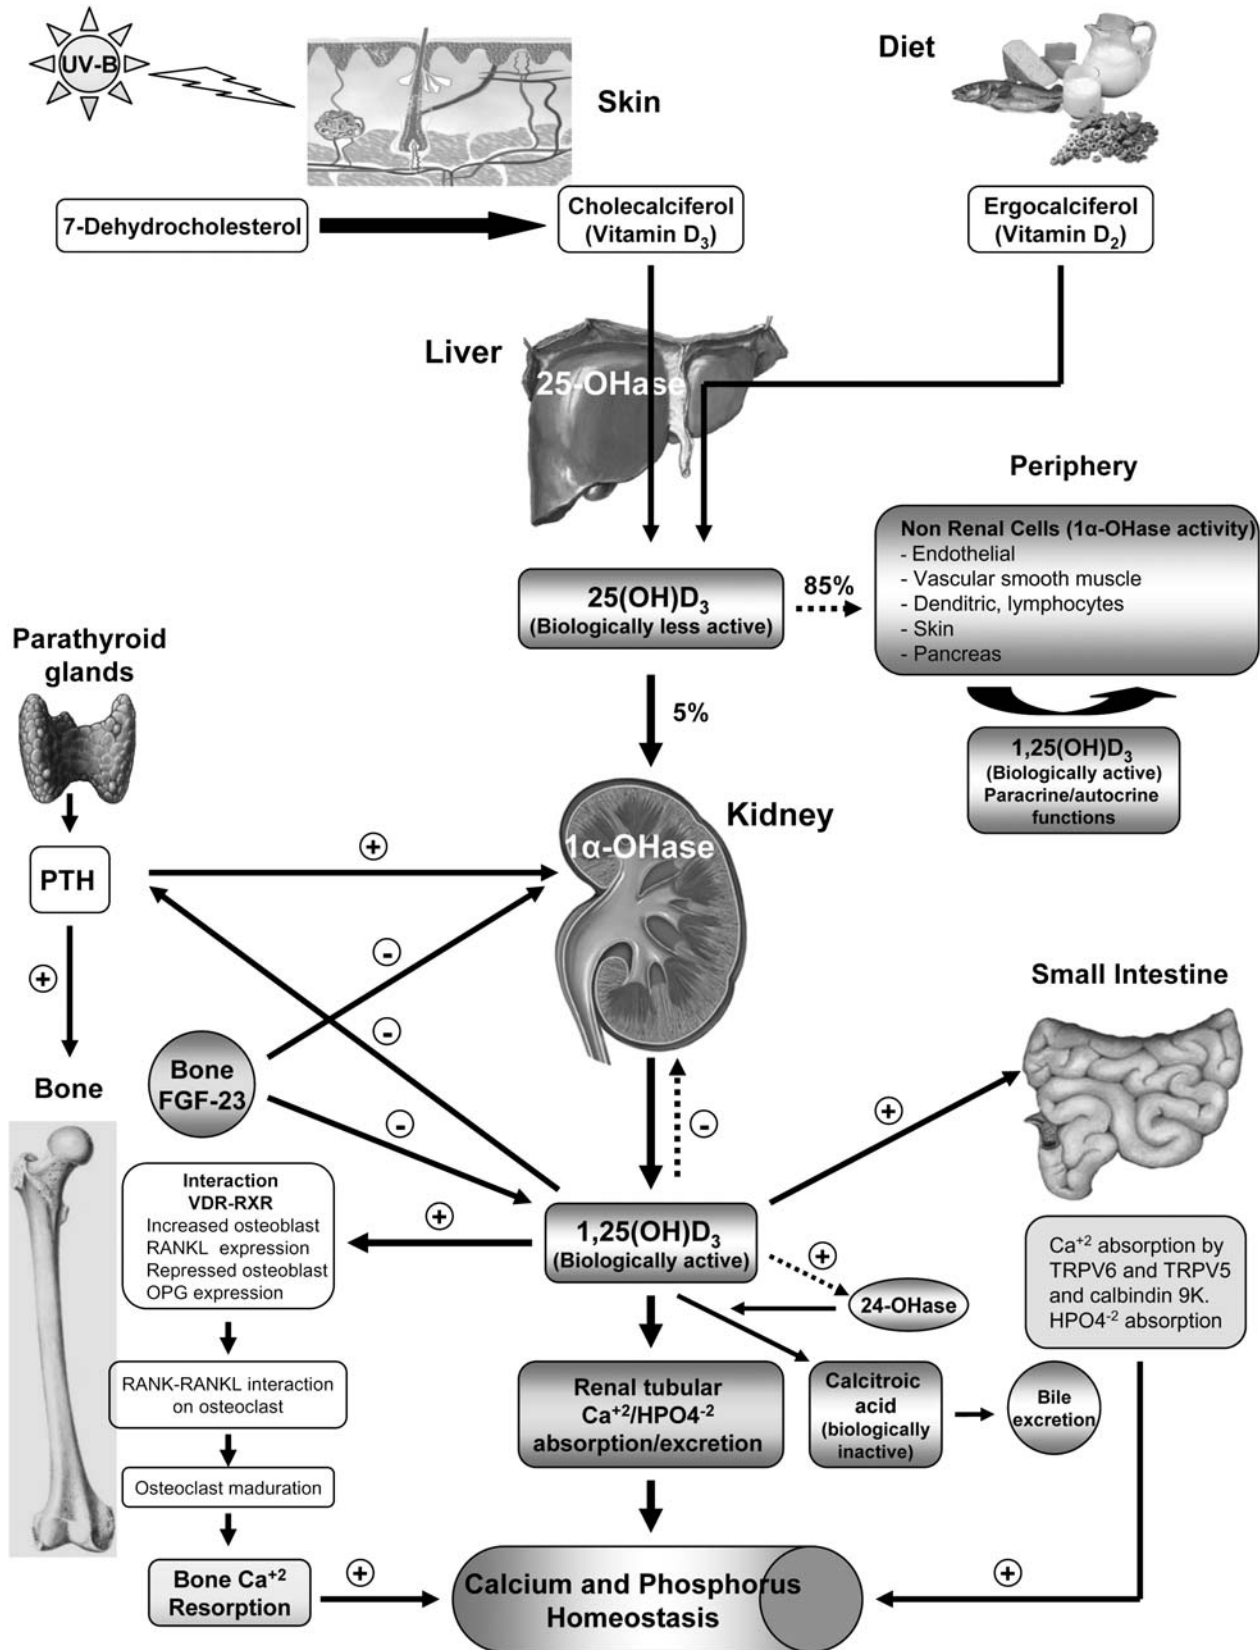 UV-B
Skin
Diet
7-Dehydrocholesterol
Cholecalciferol
(Vitamin D₃)
Ergocalciferol
(Vitamin D₂)
Liver
25-OHase
Periphery
Non Renal Cells (1α-OHase activity)
- Endothelial
- Vascular smooth muscle
- Denditric, lymphocytes
- Skin
- Pancreas
25(OH)D₃
(Biologically less active)
85%
5%
1,25(OH)D₃
(Biologically active)
Paracrine/autocrine
functions
Parathyroid
glands
PTH
+
Kidney
1α-OHase
+
-
-
Bone
Bone
FGF-23
-
-
+
Small Intestine
Interaction
VDR-RXR
Increased osteoblast
RANKL expression
Repressed osteoblast
OPG expression
+
1,25(OH)D₃
(Biologically active)
+
24-OHase
Ca⁺² absorption by
TRPV6 and TRPV5
and calbindin 9K.
HPO4⁻² absorption
RANK-RANKL interaction
on osteoclast
Renal tubular
Ca⁺²/HPO4⁻²
absorption/excretion
Calcitroic
acid
(biologically
inactive)
Bile
excretion
Osteoclast maduration
Bone Ca⁺²
Resorption
+
Calcium and Phosphorus
Homeostasis
+